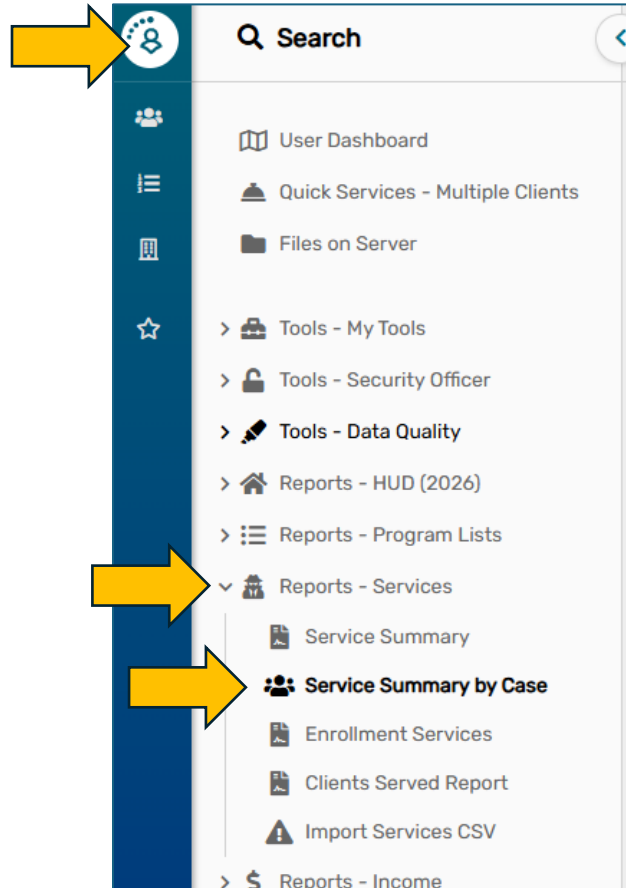 Search
User Dashboard
Quick Services - Multiple Clients
Files on Server
Tools - My Tools
Tools - Security Officer
Tools - Data Quality
Reports - HUD (2026)
Reports - Program Lists
Reports - Services
Service Summary
Service Summary by Case
Enrollment Services
Clients Served Report
Import Services CSV
Reports - Income